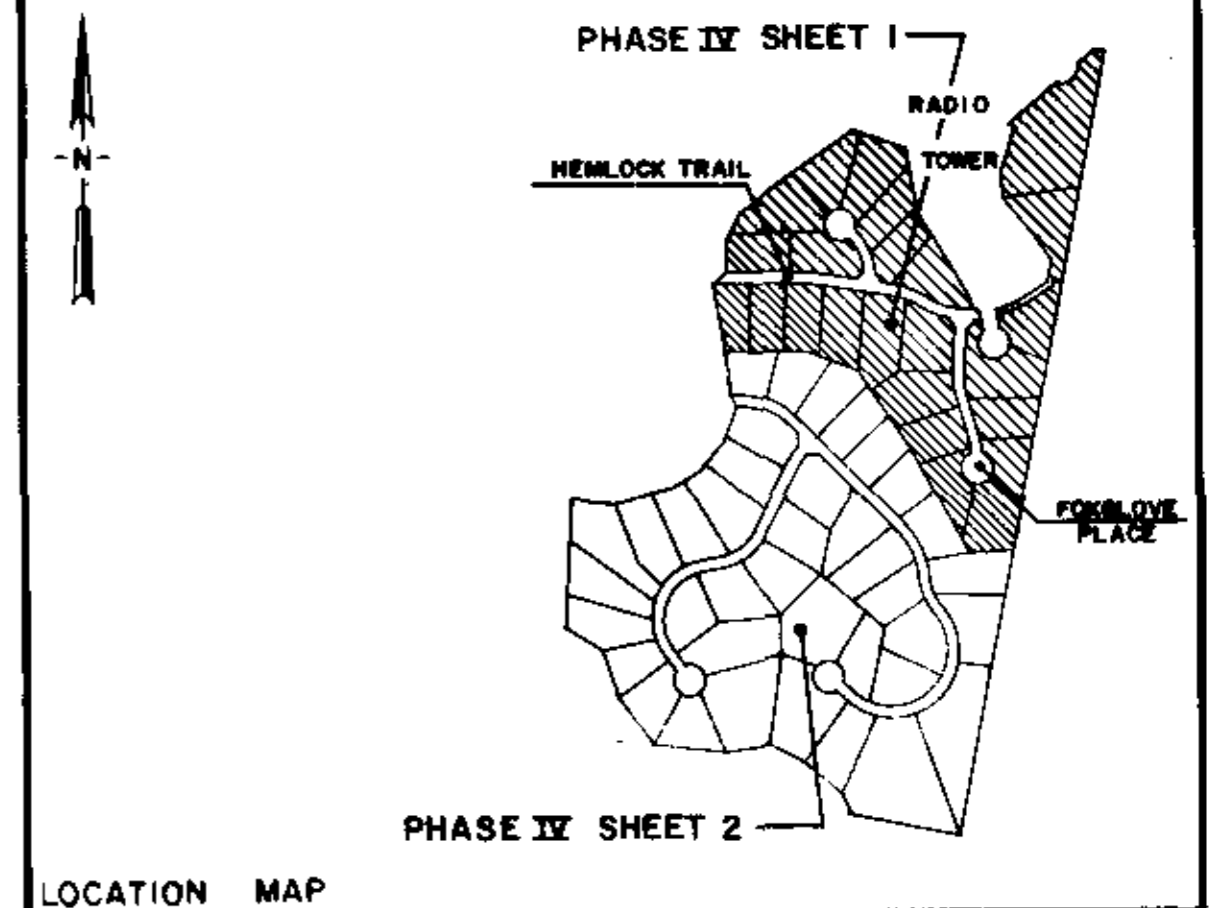 PHASE IV SHEET 1
RADIO
TOWER
HEMLOCK TRAIL
-N-
FOXGLOVE
PLACE
PHASE IV SHEET 2
LOCATION MAP